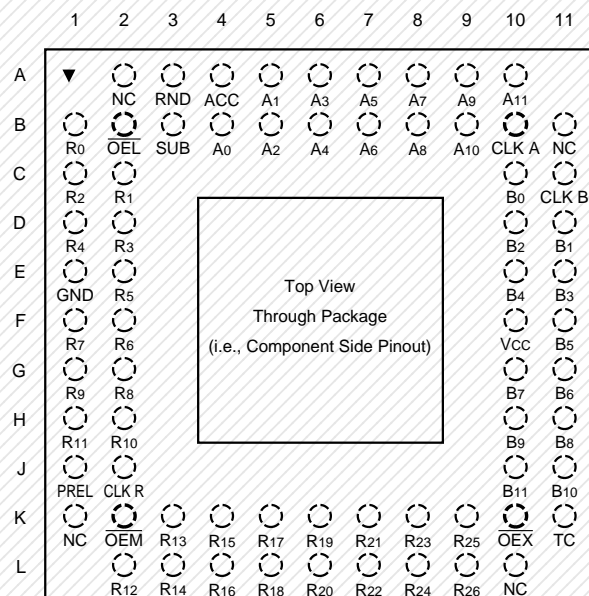 1 2 3 4 5 6 7 8 9 10 11
A
NC RND ACC A1 A3 A5 A7 A9 A11
B
R0 OEL SUB A0 A2 A4 A6 A8 A10 CLK A NC
C
R2 R1 B0 CLK B
D
R4 R3 B2 B1
E
GND R5 B4 B3
Top View
Through Package
(i.e., Component Side Pinout)
F
R7 R6 VCC B5
G
R9 R8 B7 B6
H
R11 R10 B9 B8
J
PREL CLK R B11 B10
K
NC OEM R13 R15 R17 R19 R21 R23 R25 OEX TC
L
R12 R14 R16 R18 R20 R22 R24 R26 NC